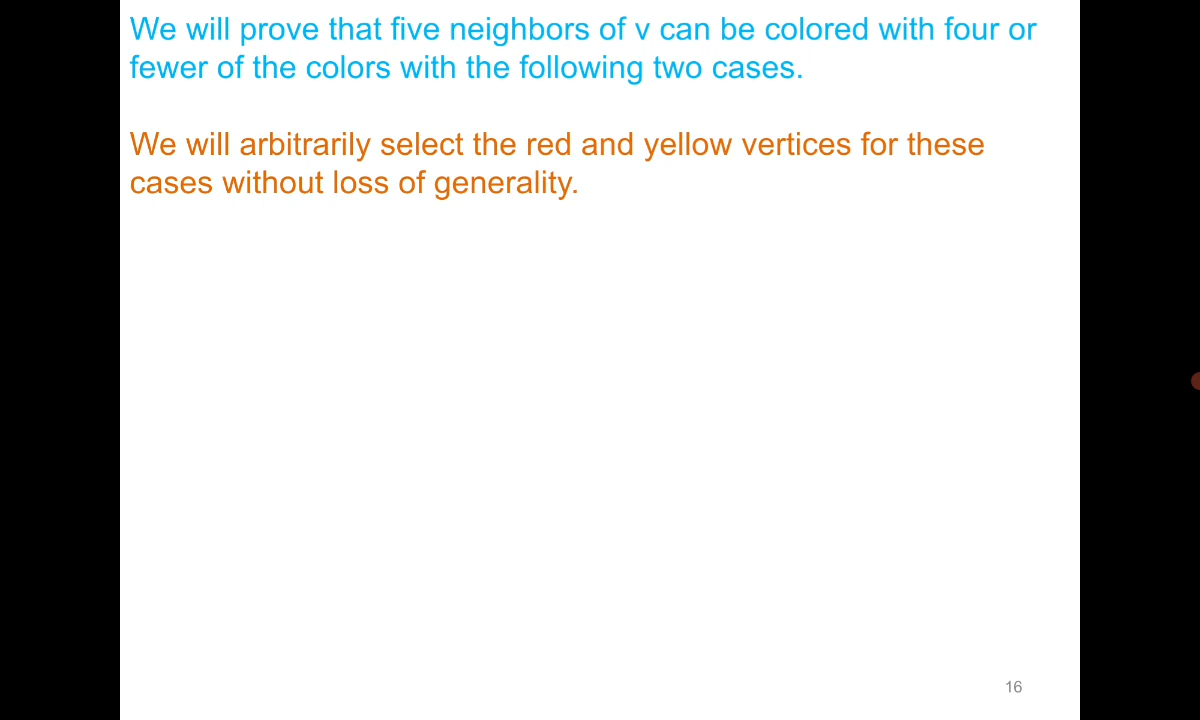 We will prove that five neighbors of v can be colored with four or
fewer of the colors with the following two cases.
We will arbitrarily select the red and yellow vertices for these
cases without loss of generality.
16